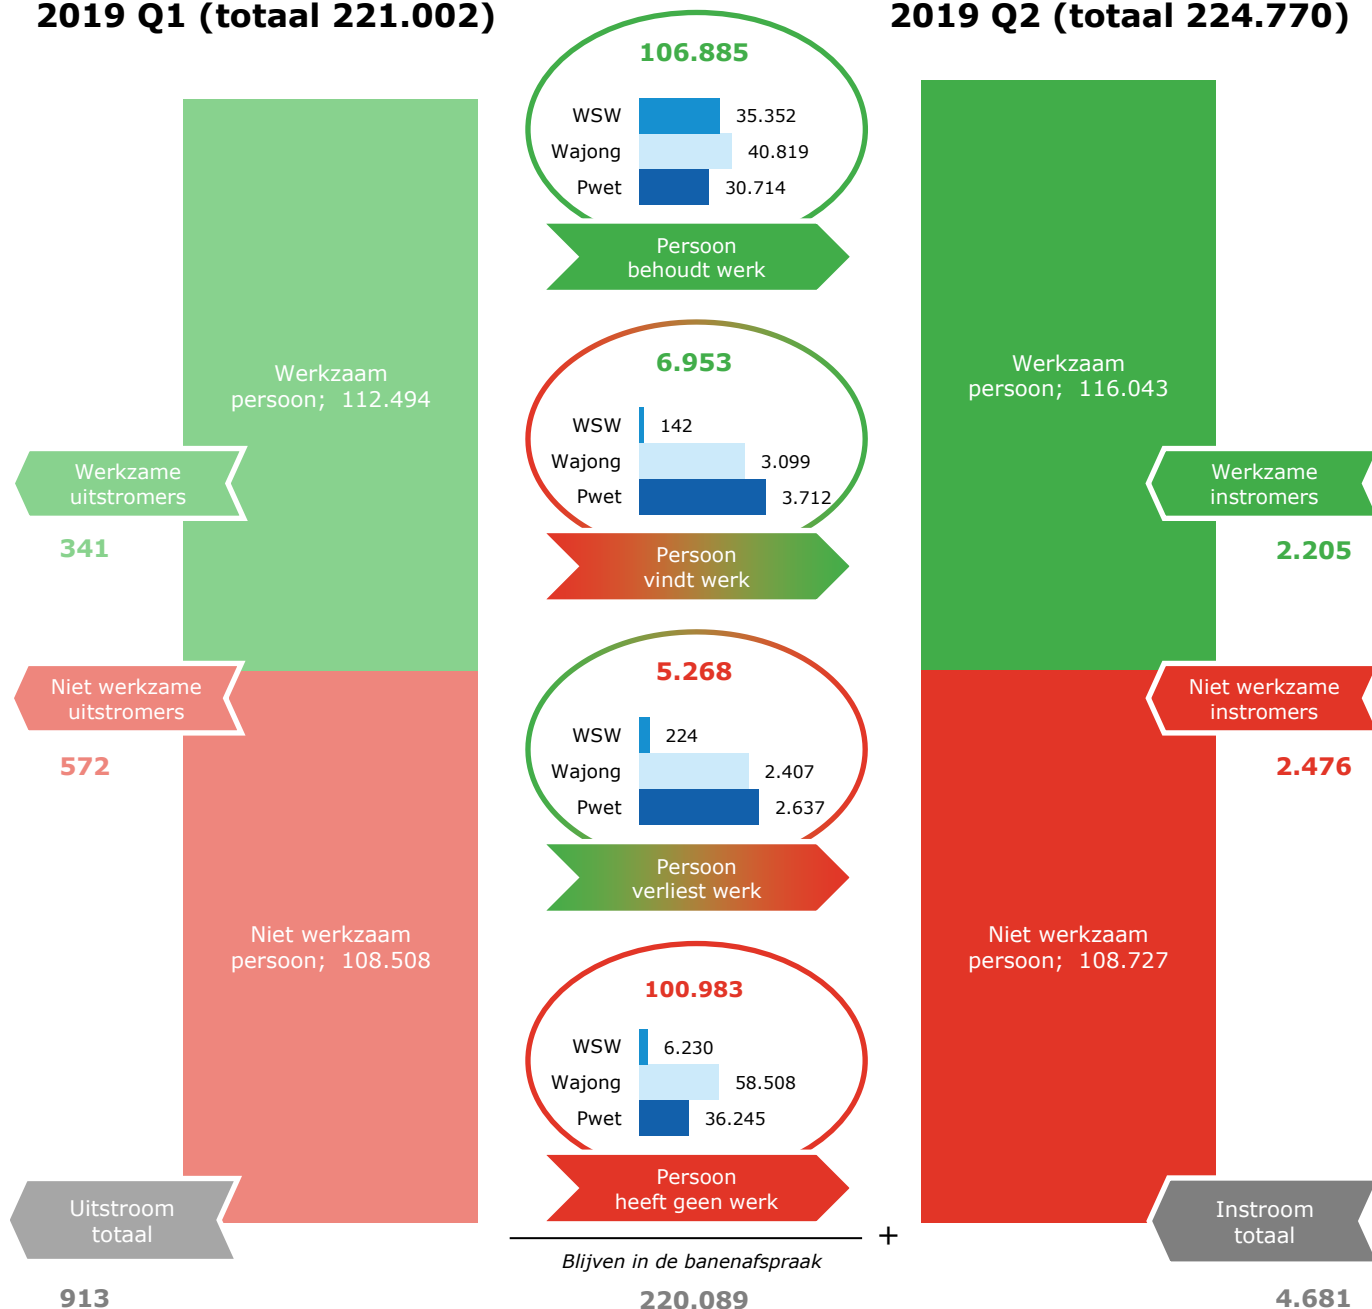 2019 Q1 (totaal 221.002)
2019 Q2 (totaal 224.770)
Werkzaam
persoon; 112.494
Werkzame
uitstromers
341
Niet werkzame
uitstromers
572
Niet werkzaam
persoon; 108.508
Uitstroom
totaal
913
106.885
WSW 35.352
Wajong 40.819
Pwet 30.714
Persoon
behoudt werk
6.953
WSW 142
Wajong 3.099
Pwet 3.712
Persoon
vindt werk
5.268
WSW 224
Wajong 2.407
Pwet 2.637
Persoon
verliest werk
100.983
WSW 6.230
Wajong 58.508
Pwet 36.245
Persoon
heeft geen werk
+
Blijven in de banenafspraak
220.089
Werkzaam
persoon; 116.043
Werkzame
instromers
2.205
Niet werkzame
instromers
2.476
Niet werkzaam
persoon; 108.727
Instroom
totaal
4.681